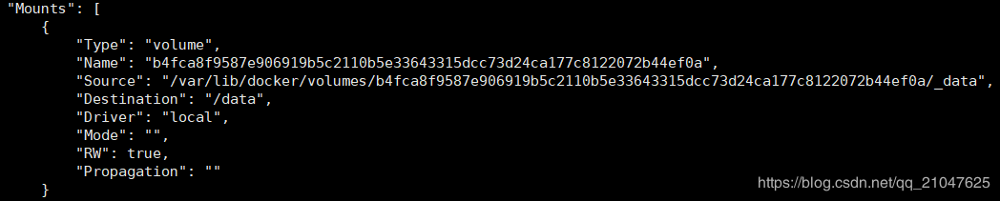 "Mounts": [
{
"Type": "volume",
"Name": "b4fca8f9587e906919b5c2110b5e33643315dcc73d24ca177c8122072b44ef0a",
"Source": "/var/lib/docker/volumes/b4fca8f9587e906919b5c2110b5e33643315dcc73d24ca177c8122072b44ef0a/_data",
"Destination": "/data",
"Driver": "local",
"Mode": "",
"RW": true,
"Propagation": ""
}
https://blog.csdn.net/qq_21047625